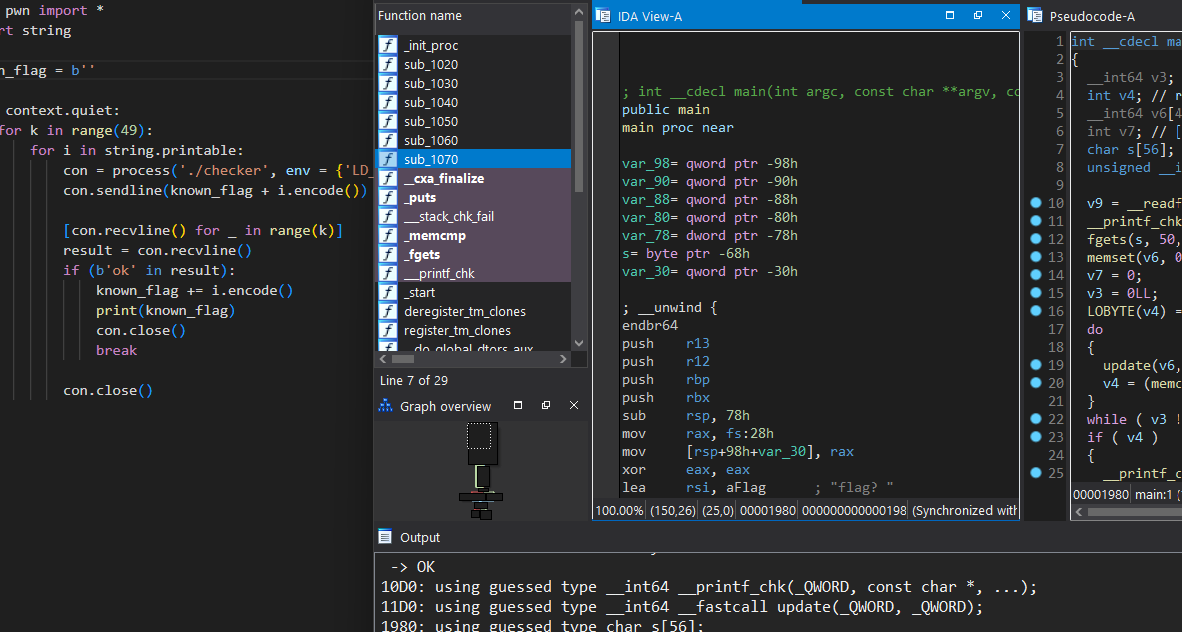 pwn import *
rt string
n_flag = b''
context.quiet:
for k in range(49):
for i in string.printable:
con = process('./checker', env = {'LD_
con.sendline(known_flag + i.encode())
[con.recvline() for _ in range(k)]
result = con.recvline()
if (b'ok' in result):
known_flag += i.encode()
print(known_flag)
con.close()
break
con.close()
Function name
_init_proc
sub_1020
sub_1030
sub_1040
sub_1050
sub_1060
sub_1070
__cxa_finalize
_puts
___stack_chk_fail
_memcmp
_fgets
___printf_chk
_start
deregister_tm_clones
register_tm_clones
__do_global_dtors_aux
Line 7 of 29
Graph overview
IDA View-A
; int __cdecl main(int argc, const char **argv, co
public main
main proc near
var_98= qword ptr -98h
var_90= qword ptr -90h
var_88= qword ptr -88h
var_80= qword ptr -80h
var_78= dword ptr -78h
s= byte ptr -68h
var_30= qword ptr -30h
; __unwind {
endbr64
push r13
push r12
push rbp
push rbx
sub rsp, 78h
mov rax, fs:28h
mov [rsp+98h+var_30], rax
xor eax, eax
lea rsi, aFlag ; "flag? "
100.00% (150,26) (25,0) 00001980 000000000000198 (Synchronized with
Pseudocode-A
1 int __cdecl ma
2 {
3 __int64 v3;
4 int v4; // r
5 __int64 v6[4
6 int v7; // [
7 char s[56];
8 unsigned __i
9
10 v9 = __readf
11 __printf_chk
12 fgets(s, 50,
13 memset(v6, 0
14 v7 = 0;
15 v3 = 0LL;
16 LOBYTE(v4) =
17 do
18 {
19 update(v6,
20 v4 = (memc
21 }
22 while ( v3 !
23 if ( v4 )
24 {
25 __printf_c
00001980 main:1 (
Output
-> OK
10D0: using guessed type __int64 __printf_chk(_QWORD, const char *, ...);
11D0: using guessed type __int64 __fastcall update(_QWORD, _QWORD);
1980: using guessed type char s[56];